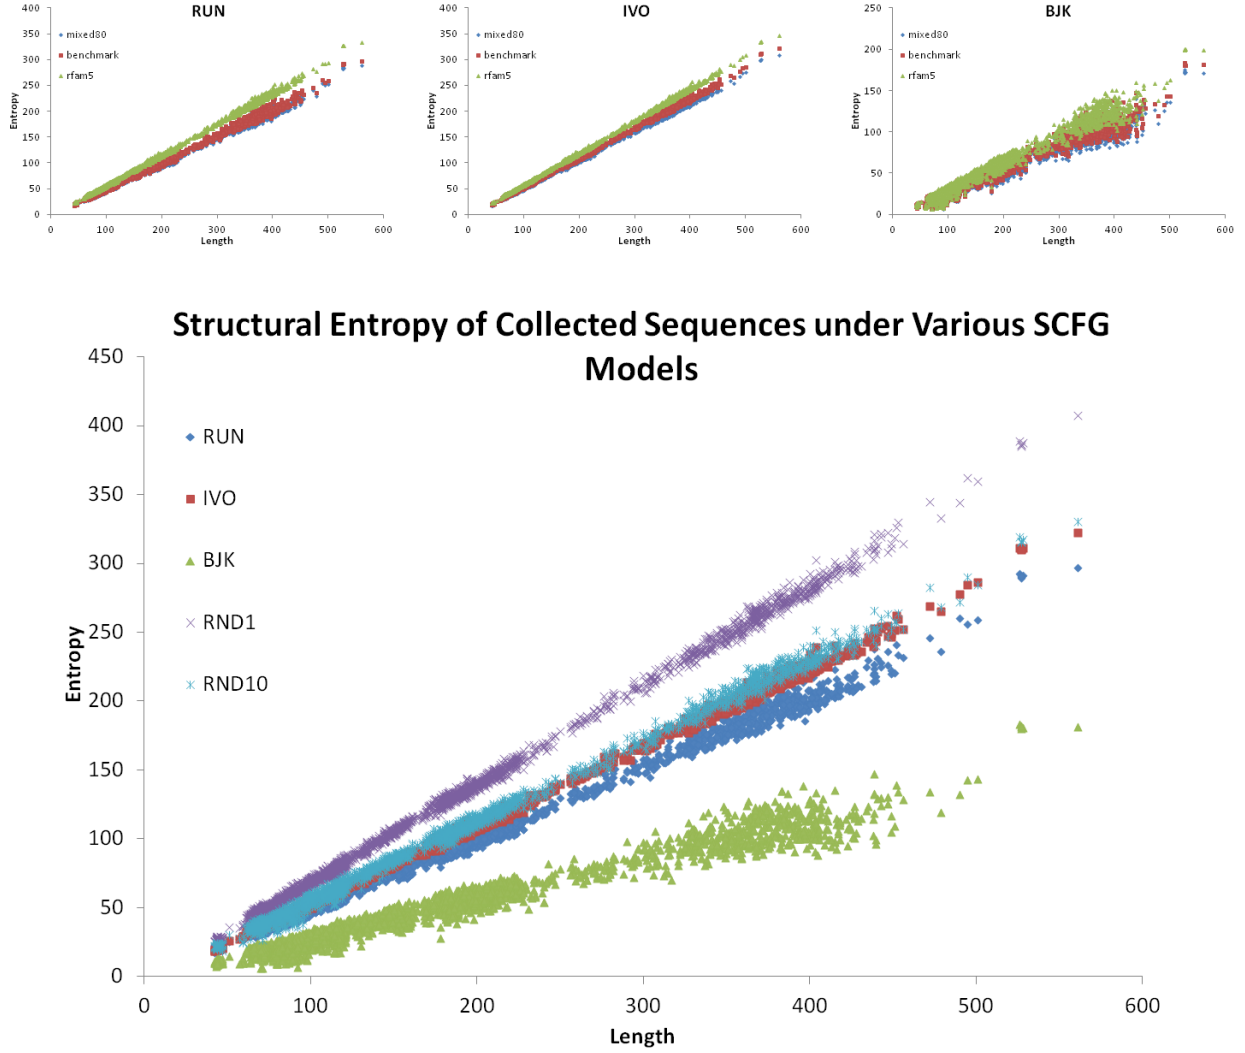 RUN
400
350
300
250
200
150
100
50
0
mixed80
benchmark
rfam5
Entropy
0 100 200 300 400 500 600
Length
IVO
400
350
300
250
200
150
100
50
0
mixed80
benchmark
rfam5
Entropy
0 100 200 300 400 500 600
Length
BJK
250
200
150
100
50
0
mixed80
benchmark
rfam5
Entropy
0 100 200 300 400 500 600
Length
Structural Entropy of Collected Sequences under Various SCFG
Models
450
400
350
300
250
200
150
100
50
0
RUN
IVO
BJK
RND1
RND10
Entropy
0 100 200 300 400 500 600
Length